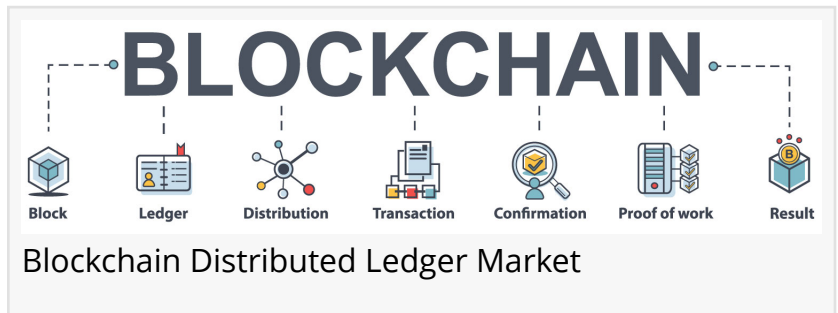 BLOCKCHAIN
Block Ledger Distribution Transaction Confirmation Proof of work Result
B
Blockchain Distributed Ledger Market